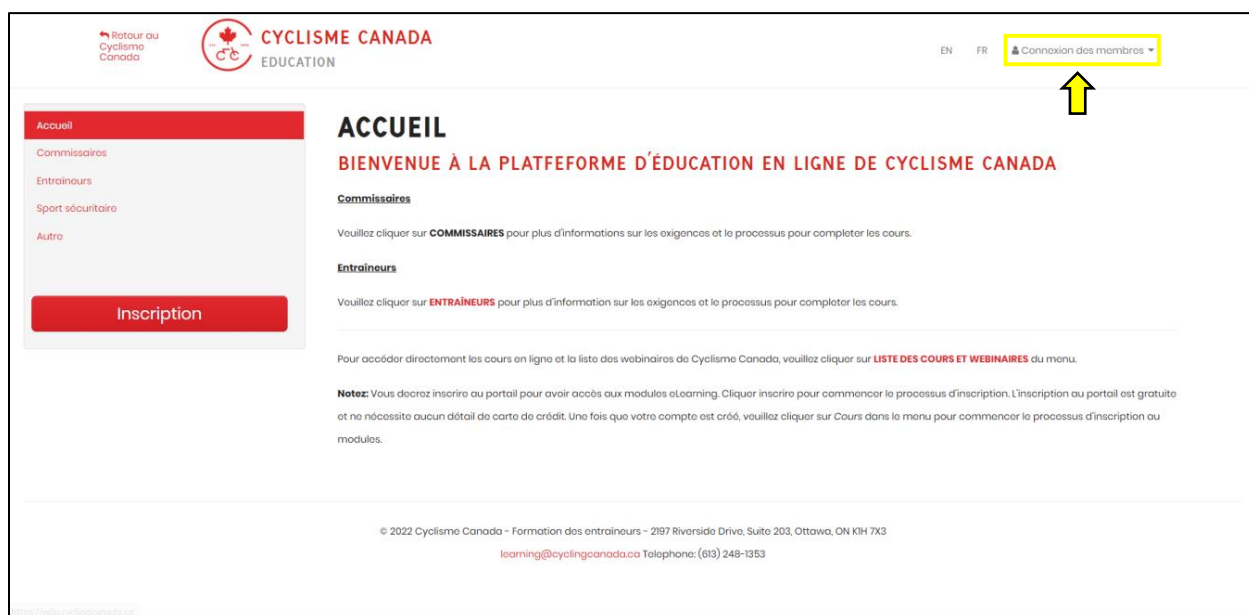 Retour au
Cyclisme
Canada
CYCLISME CANADA
EDUCATION
EN FR Connexion des membres
Accueil
Commissaires
Entraineurs
Sport sécuritaire
Autre
Inscription
ACCUEIL
BIENVENUE À LA PLATFEFORME D'ÉDUCATION EN LIGNE DE CYCLISME CANADA
Commissaires
Veuillez cliquer sur COMMISSAIRES pour plus d'informations sur les exigences et le processus pour completer les cours.
Entraîneurs
Veuillez cliquer sur ENTRAÎNEURS pour plus d'information sur les exigences et le processus pour completer les cours.
Pour accéder directement les cours en ligne et la liste des webinaires de Cyclisme Canada, veuillez cliquer sur LISTE DES COURS ET WEBINAIRES du menu.
Notez: Vous decrez inscrire au portail pour avoir accès aux modules eLearning. Cliquer inscrire pour commencer le processus d'inscription. L'inscription au portail est gratuite
et ne nécessite aucun détail de carte de crédit. Une fois que votre compte est créé, veuillez cliquer sur Cours dans le menu pour commencer le processus d'inscription au
modules.
© 2022 Cyclisme Canada - Formation des entraineurs - 2197 Riverside Drive, Suite 203, Ottawa, ON K1H 7X3
learning@cyclingcanada.ca Telephone: (613) 248-1353
https://edu.cyclingcanada.ca